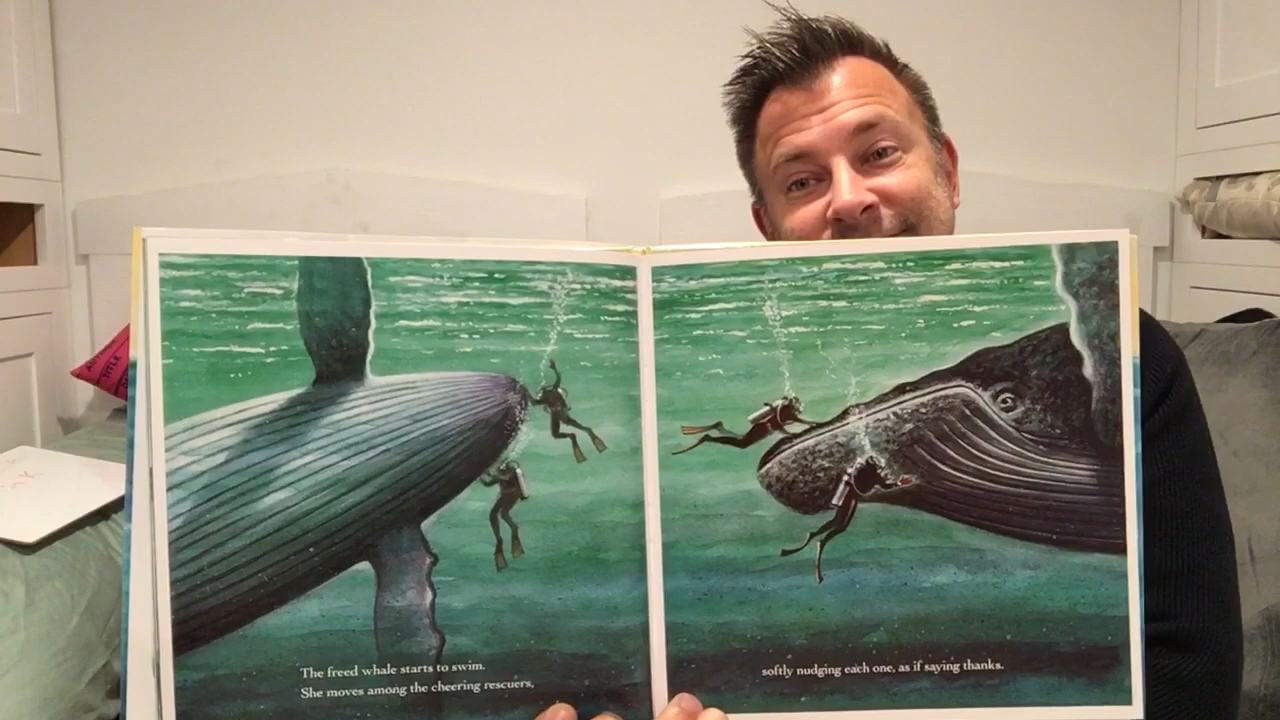 The freed whale starts to swim.
She moves among the cheering rescuers,
softly nudging each one, as if saying thanks.
TITLE